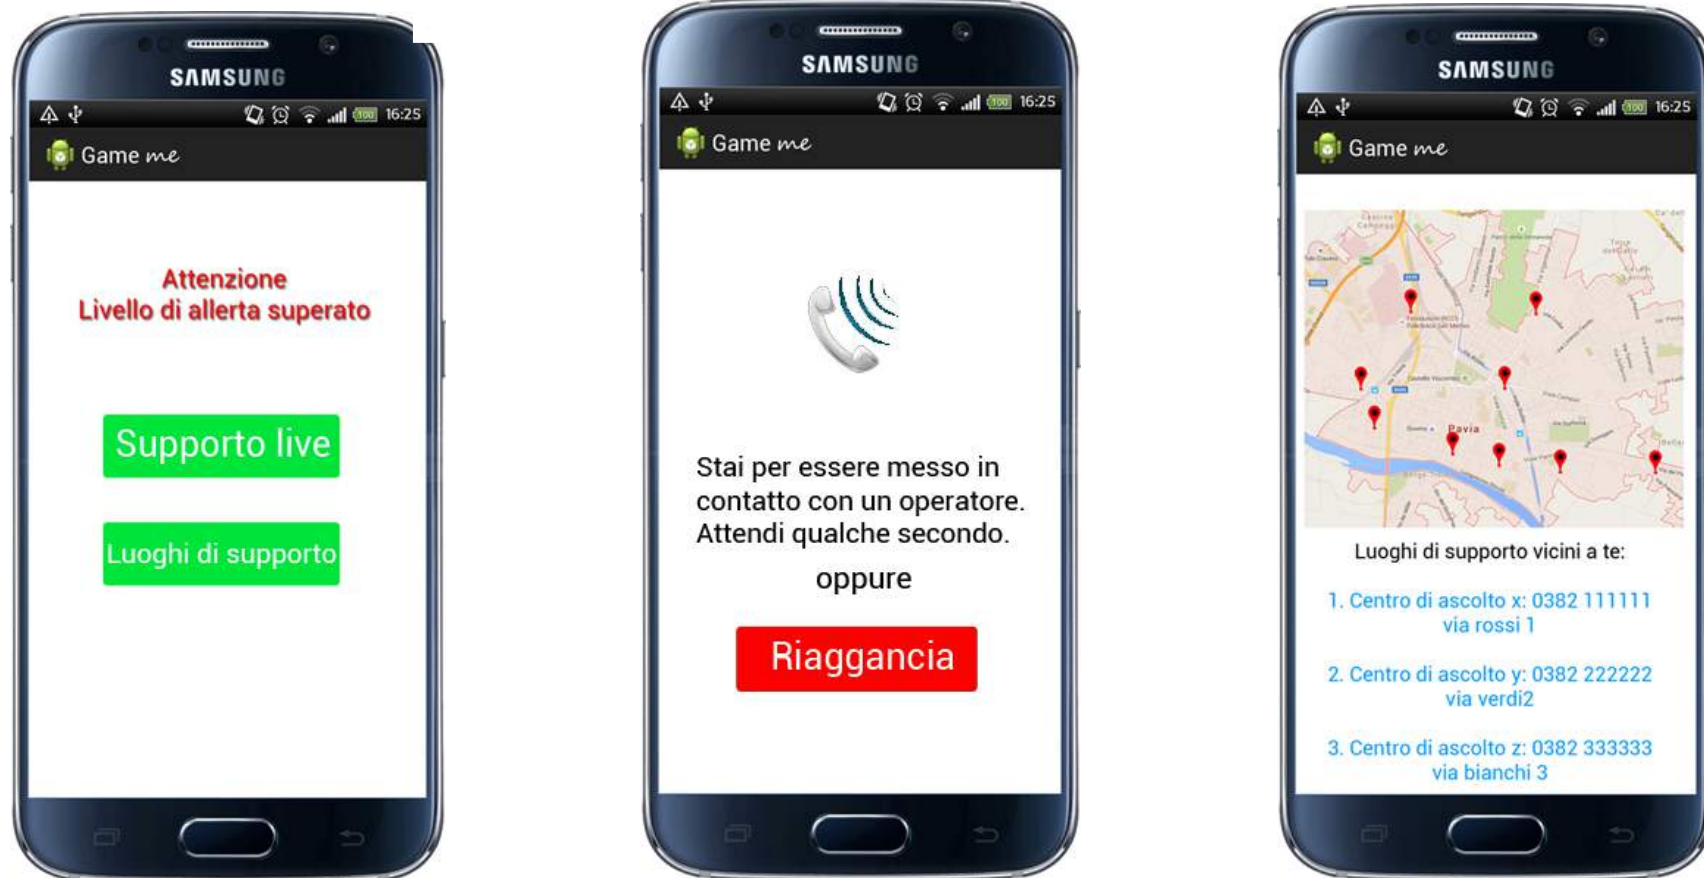 SAMSUNG
16:25
Game me
Attenzione
Livello di allerta superato
Supporto live
Luoghi di supporto
SAMSUNG
100
16:25
Game me
Stai per essere messo in
contatto con un operatore.
Attendi qualche secondo.
oppure
Riaggancia
SAMSUNG
100
16:25
Game me
Pavia
Luoghi di supporto vicini a te:
1. Centro di ascolto x: 0382 111111
via rossi 1
2. Centro di ascolto y: 0382 222222
via verdi2
3. Centro di ascolto z: 0382 333333
via bianchi 3